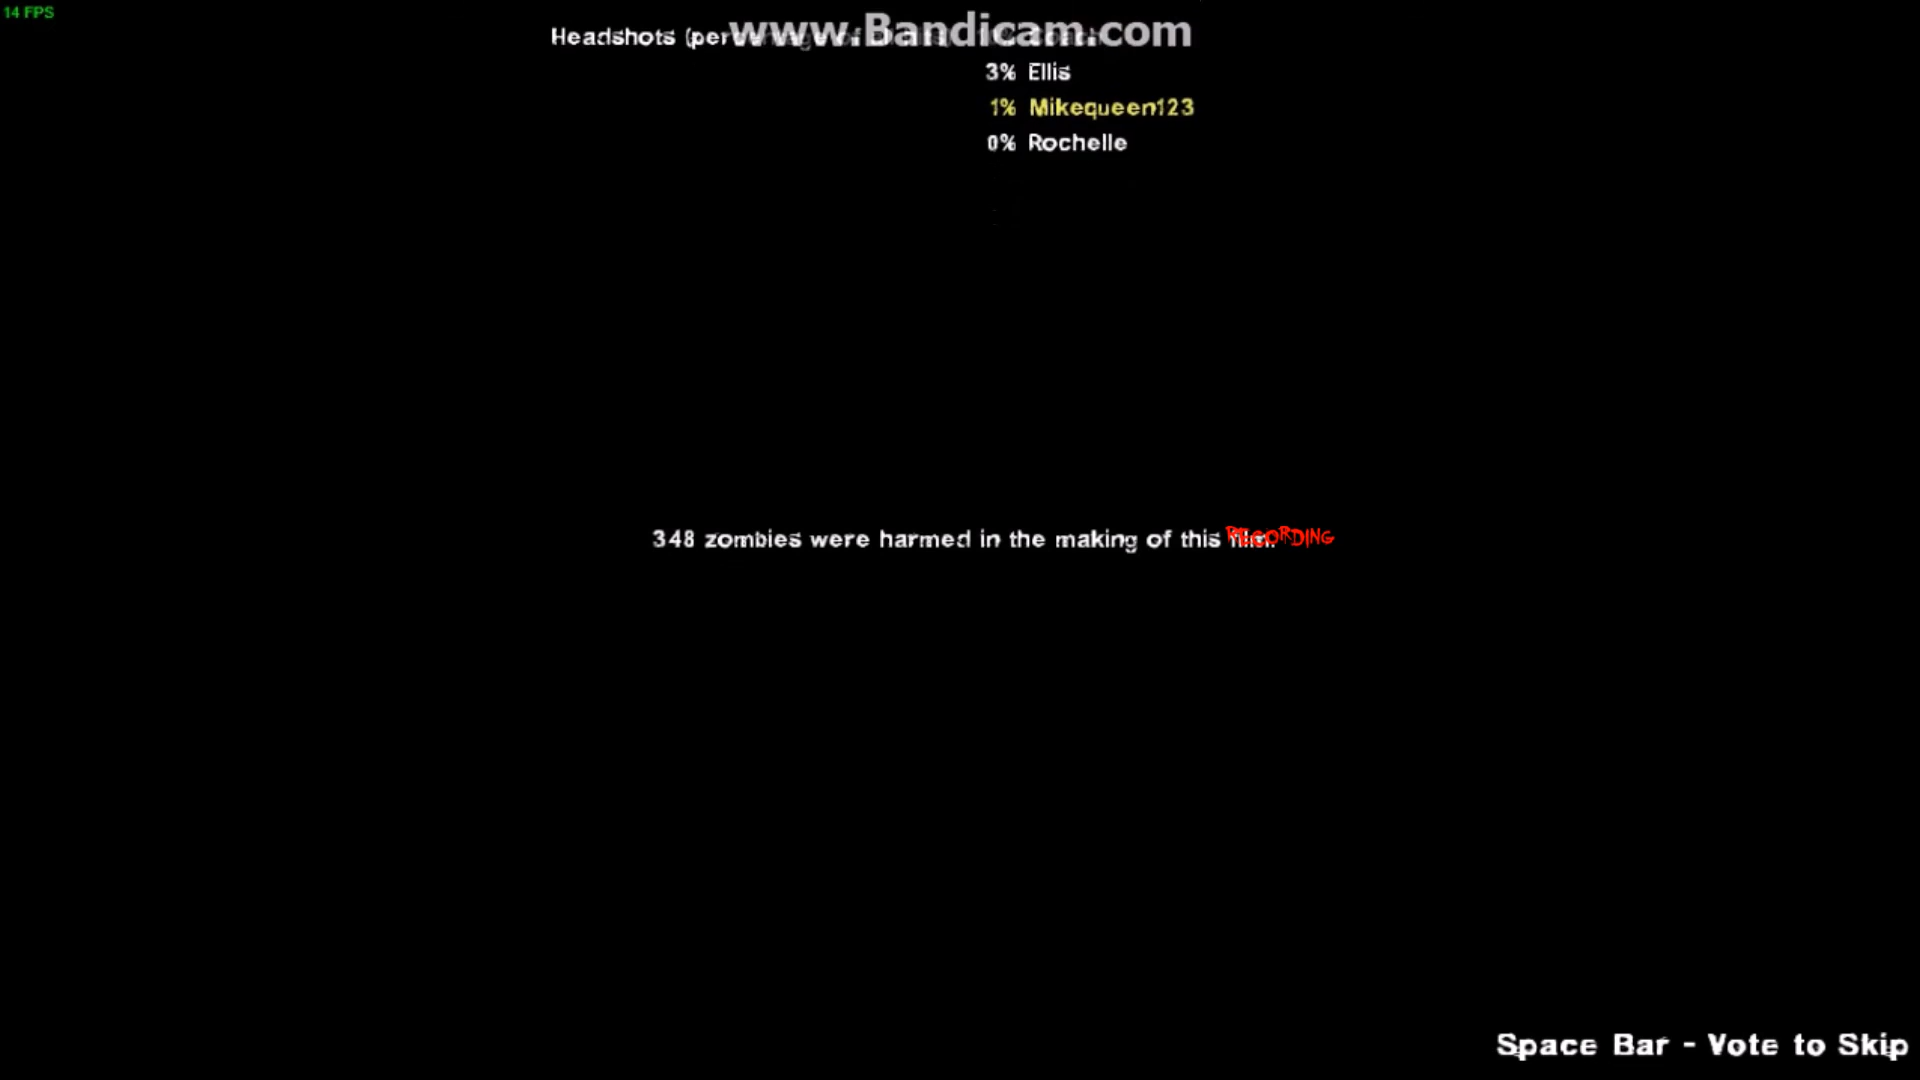 14 FPS
www.Bandicam.com
Headshots (per
3% Ellis
1% Mikequeen123
0% Rochelle
348 zombies were harmed in the making of this film.
RECORDING
Space Bar - Vote to Skip